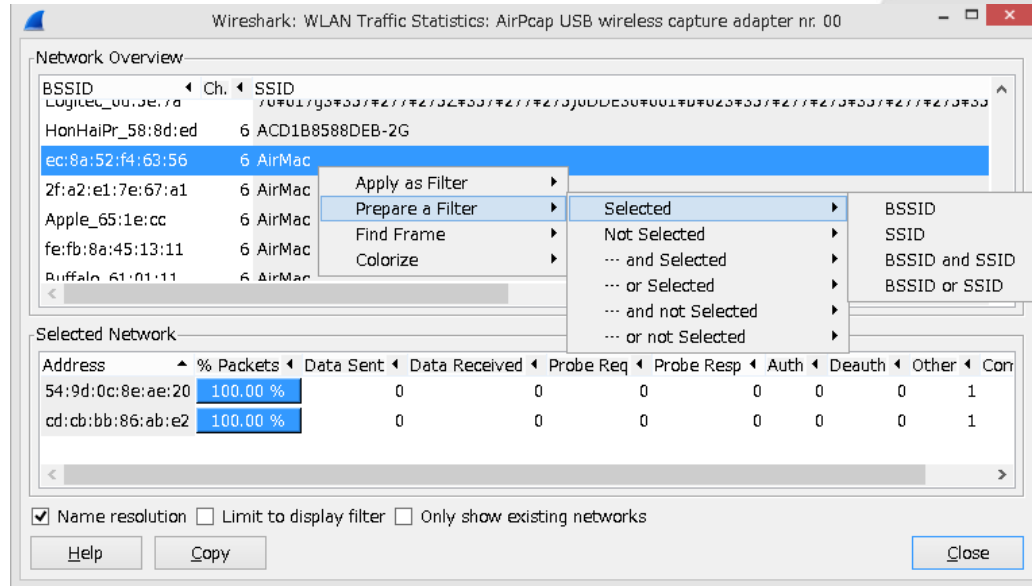 Wireshark: WLAN Traffic Statistics: AirPcap USB wireless capture adapter nr. 00
Network Overview
BSSID Ch. SSID
HonHaiPr_58:8d:ed 6 ACD1B8588DEB-2G
ec:8a:52:f4:63:56 6 AirMac
2f:a2:e1:7e:67:a1 6 AirMac
Apple_65:1e:cc 6 AirMac
fe:fb:8a:45:13:11 6 AirMac
Buffalo_61:01:11 6 AirMac
Apply as Filter
Prepare a Filter
Find Frame
Colorize
Selected
Not Selected
--- and Selected
--- or Selected
--- and not Selected
--- or not Selected
BSSID
SSID
BSSID and SSID
BSSID or SSID
Selected Network
Address % Packets Data Sent Data Received Probe Req Probe Resp Auth Deauth Other
54:9d:0c:8e:ae:20 100.00 % 0 0 0 0 0 0 1
cd:cb:bb:86:ab:e2 100.00 % 0 0 0 0 0 0 1
Name resolution Limit to display filter Only show existing networks
Help Copy Close